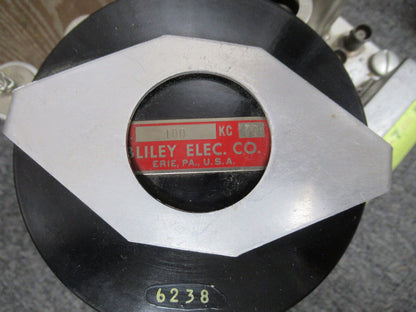 100 KC
BLILEY ELEC. CO.
ERIE, PA., U.S.A.
6238